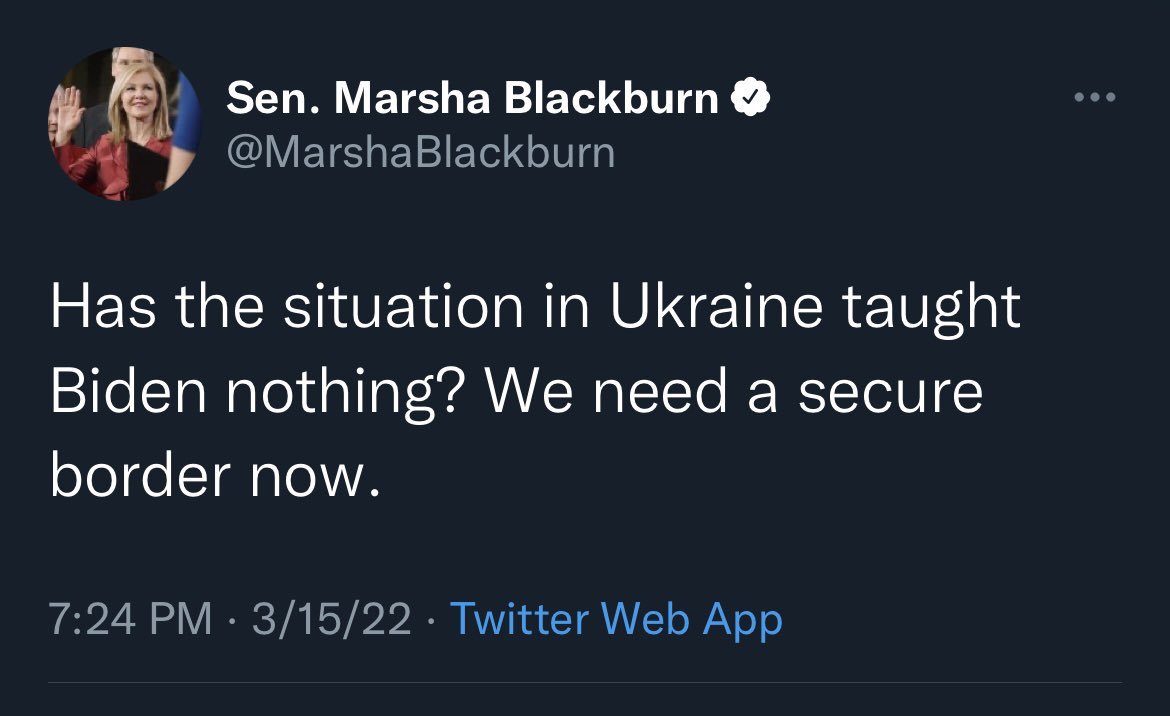 Sen. Marsha Blackburn
@MarshaBlackburn
Has the situation in Ukraine taught
Biden nothing? We need a secure
border now.
7:24 PM · 3/15/22 · Twitter Web App